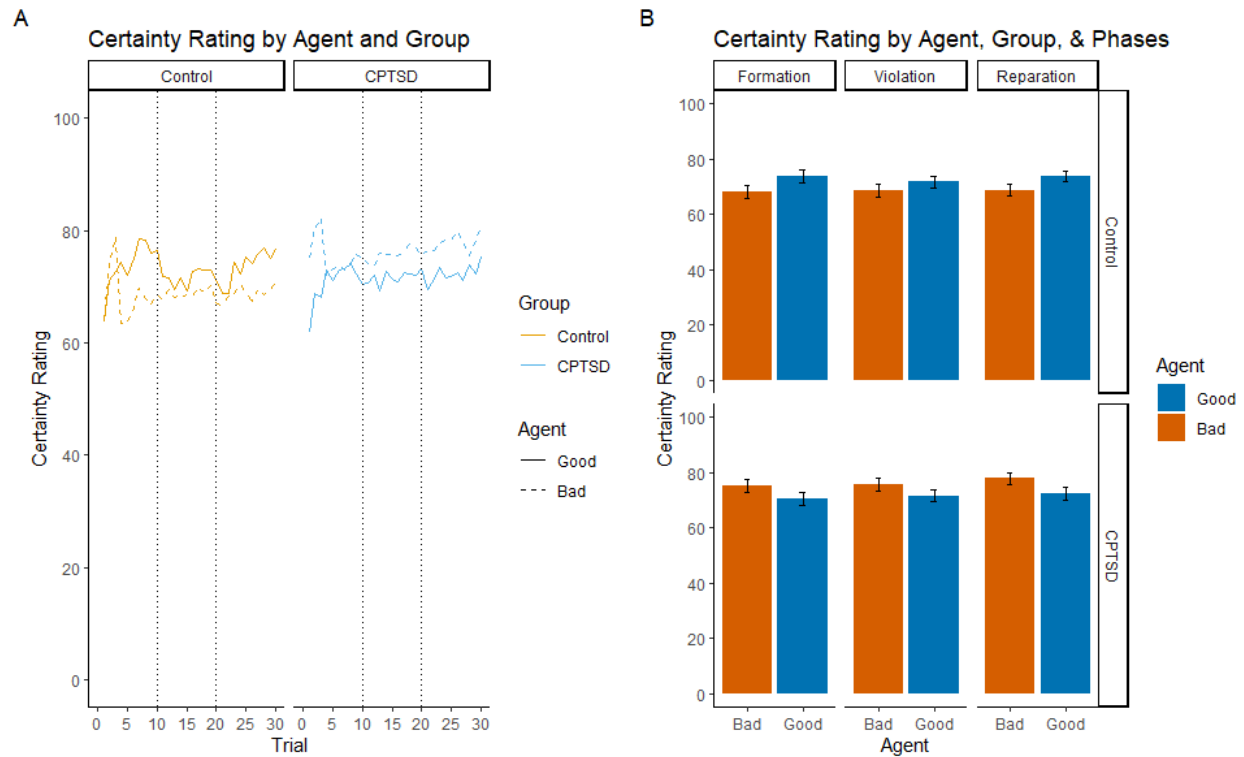 A
Certainty Rating by Agent and Group
Control
CPTSD
100
80
60
40
20
0
Certainty Rating
0 5 10 15 20 25 30
0 5 10 15 20 25 30
Trial
Group
Control
CPTSD
Agent
Good
Bad
B
Certainty Rating by Agent, Group, & Phases
Formation
Violation
Reparation
100
80
60
40
20
0
Control
100
80
60
40
20
0
CPTSD
Certainty Rating
Bad Good
Bad Good
Bad Good
Agent
Agent
Good
Bad